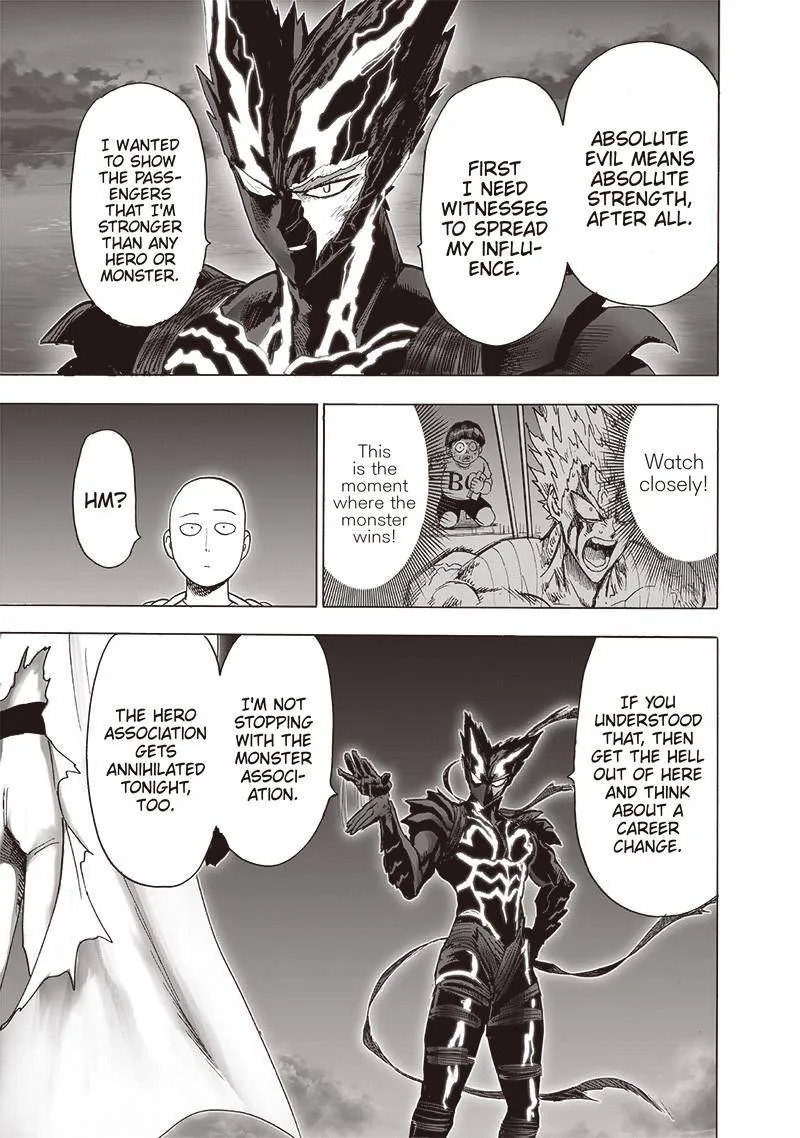 ABSOLUTE
EVIL MEANS
ABSOLUTE
STRENGTH,
AFTER ALL.
FIRST
I NEED
WITNESSES
TO SPREAD
MY INFLU-
ENCE.
I WANTED
TO SHOW
THE PASS-
ENGERS
THAT I'M
STRONGER
THAN ANY
HERO OR
MONSTER.
Watch
closely!
This
is the
moment
where the
monster
wins!
HM?
IF YOU
UNDERSTOOD
THAT, THEN
GET THE HELL
OUT OF HERE
AND THINK
ABOUT A
CAREER
CHANGE.
I'M NOT
STOPPING
WITH THE
MONSTER
ASSOCI-
ATION.
THE HERO
ASSOCIATION
GETS
ANNIHILATED
TONIGHT,
TOO.